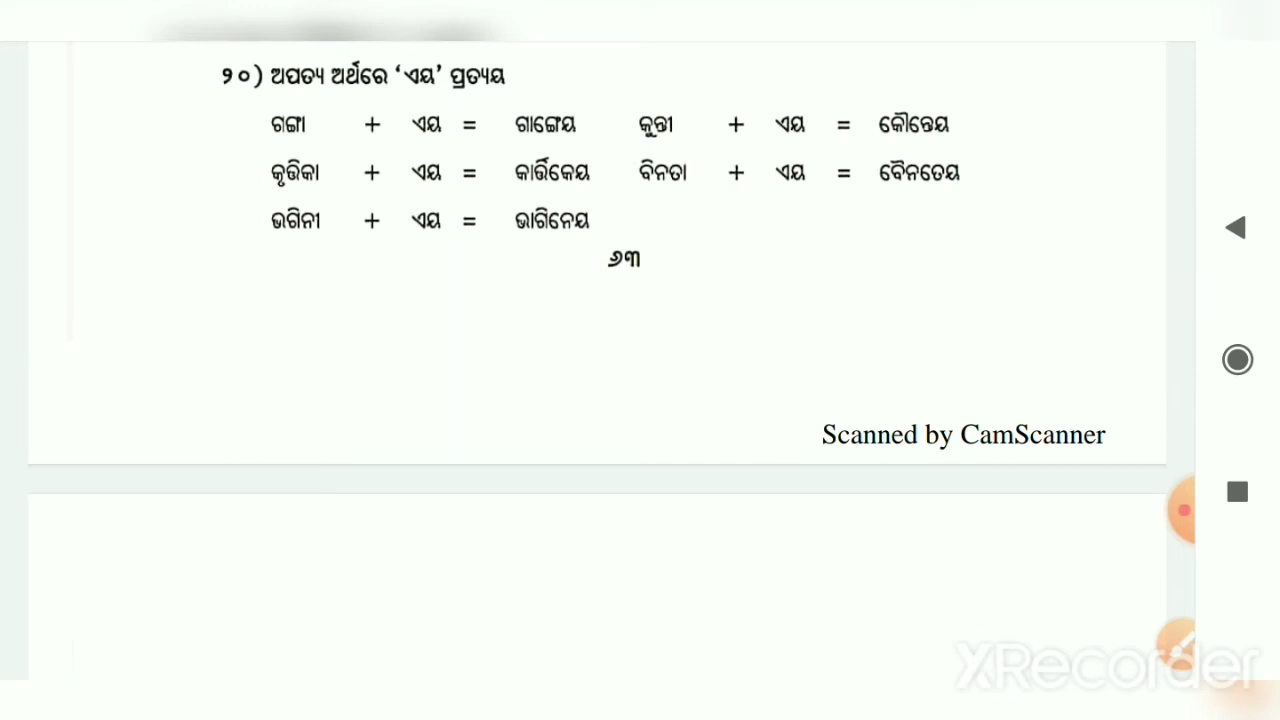 ୨୦) ଅପତ୍ୟ ଅର୍ଥରେ ‘ଏୟ’ ପ୍ରତ୍ୟୟ
ଗଙ୍ଗା + ଏୟ = ଗାଙ୍ଗେୟ କୁନ୍ତୀ + ଏୟ = କୌନ୍ତେୟ
କୃତ୍ତିକା + ଏୟ = କାର୍ତ୍ତିକେୟ ବିନତା + ଏୟ = ବୈନତେୟ
ଭଗିନୀ + ଏୟ = ଭାଗିନେୟ
୬୩
Scanned by CamScanner
XRecorder